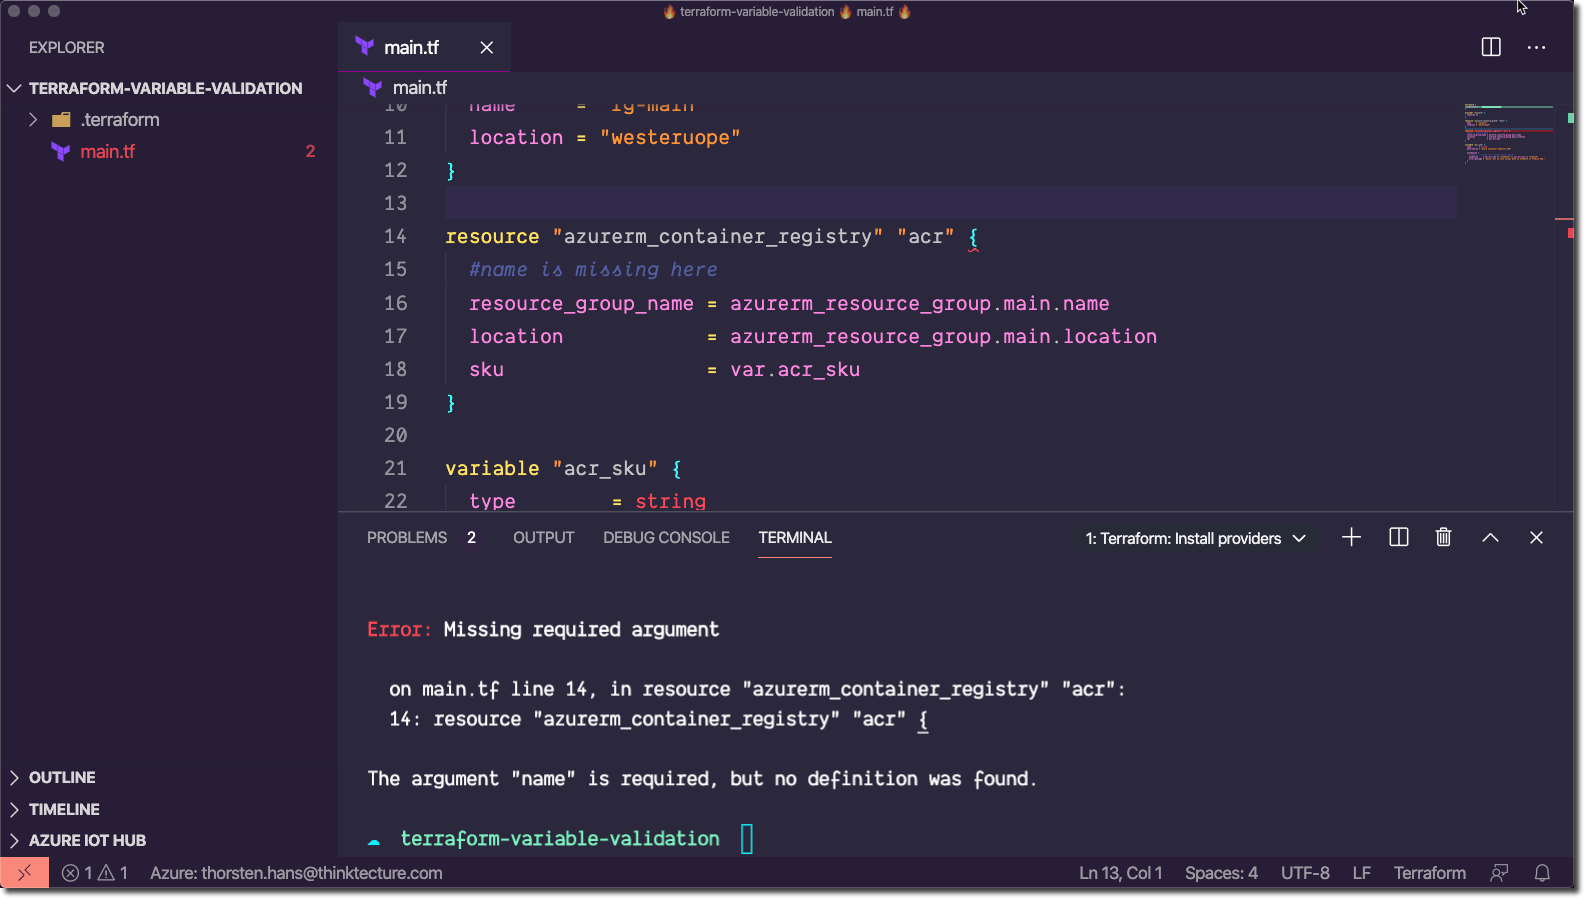 terraform-variable-validation main.tf
EXPLORER
main.tf
TERRAFORM-VARIABLE-VALIDATION
.terraform
main.tf 2
main.tf
10 name = "rg-main"
11 location = "westeruope"
12 }
13
14 resource "azurerm_container_registry" "acr" {
15 #name is missing here
16 resource_group_name = azurerm_resource_group.main.name
17 location = azurerm_resource_group.main.location
18 sku = var.acr_sku
19 }
20
21 variable "acr_sku" {
22 type = string
PROBLEMS 2 OUTPUT DEBUG CONSOLE TERMINAL 1: Terraform: Install providers
Error: Missing required argument
on main.tf line 14, in resource "azurerm_container_registry" "acr":
14: resource "azurerm_container_registry" "acr" {
The argument "name" is required, but no definition was found.
terraform-variable-validation
OUTLINE
TIMELINE
AZURE IOT HUB
1 1 Azure: thorsten.hans@thinktecture.com Ln 13, Col 1 Spaces: 4 UTF-8 LF Terraform